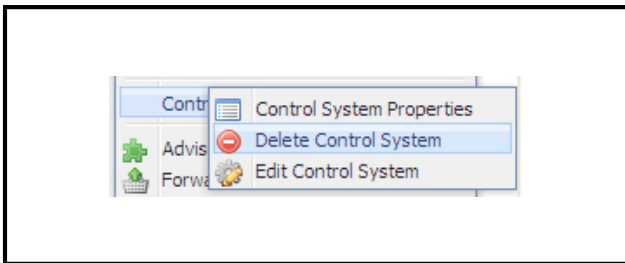 Contr
Control System Properties
Delete Control System
Advis
Edit Control System
Forwa